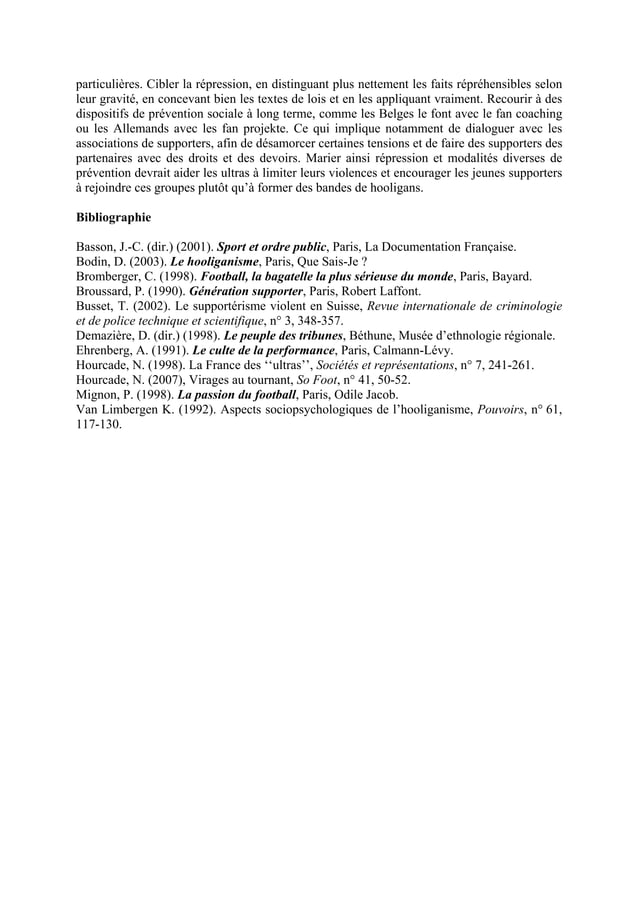 particulières. Cibler la répression, en distinguant plus nettement les faits répréhensibles selon
leur gravité, en concevant bien les textes de lois et en les appliquant vraiment. Recourir à des
dispositifs de prévention sociale à long terme, comme les Belges le font avec le fan coaching
ou les Allemands avec les fan projekte. Ce qui implique notamment de dialoguer avec les
associations de supporters, afin de désamorcer certaines tensions et de faire des supporters des
partenaires avec des droits et des devoirs. Marier ainsi répression et modalités diverses de
prévention devrait aider les ultras à limiter leurs violences et encourager les jeunes supporters
à rejoindre ces groupes plutôt qu’à former des bandes de hooligans.
Bibliographie
Basson, J.-C. (dir.) (2001). Sport et ordre public, Paris, La Documentation Française.
Bodin, D. (2003). Le hooliganisme, Paris, Que Sais-Je ?
Bromberger, C. (1998). Football, la bagatelle la plus sérieuse du monde, Paris, Bayard.
Broussard, P. (1990). Génération supporter, Paris, Robert Laffont.
Busset, T. (2002). Le supportérisme violent en Suisse, Revue internationale de criminologie
et de police technique et scientifique, n° 3, 348-357.
Demazière, D. (dir.) (1998). Le peuple des tribunes, Béthune, Musée d’ethnologie régionale.
Ehrenberg, A. (1991). Le culte de la performance, Paris, Calmann-Lévy.
Hourcade, N. (1998). La France des ‘‘ultras’’, Sociétés et représentations, n° 7, 241-261.
Hourcade, N. (2007), Virages au tournant, So Foot, n° 41, 50-52.
Mignon, P. (1998). La passion du football, Paris, Odile Jacob.
Van Limbergen K. (1992). Aspects sociopsychologiques de l’hooliganisme, Pouvoirs, n° 61,
117-130.